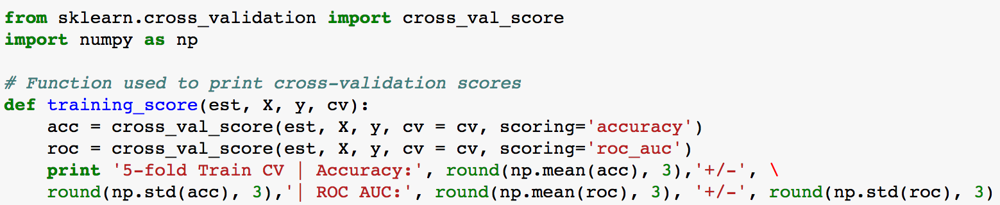 from sklearn.cross_validation import cross_val_score
import numpy as np

# Function used to print cross-validation scores
def training_score(est, X, y, cv):
    acc = cross_val_score(est, X, y, cv = cv, scoring='accuracy')
    roc = cross_val_score(est, X, y, cv = cv, scoring='roc_auc')
    print '5-fold Train CV | Accuracy:', round(np.mean(acc), 3),'+/-', \
    round(np.std(acc), 3),'| ROC AUC:', round(np.mean(roc), 3), '+/-', round(np.std(roc), 3)